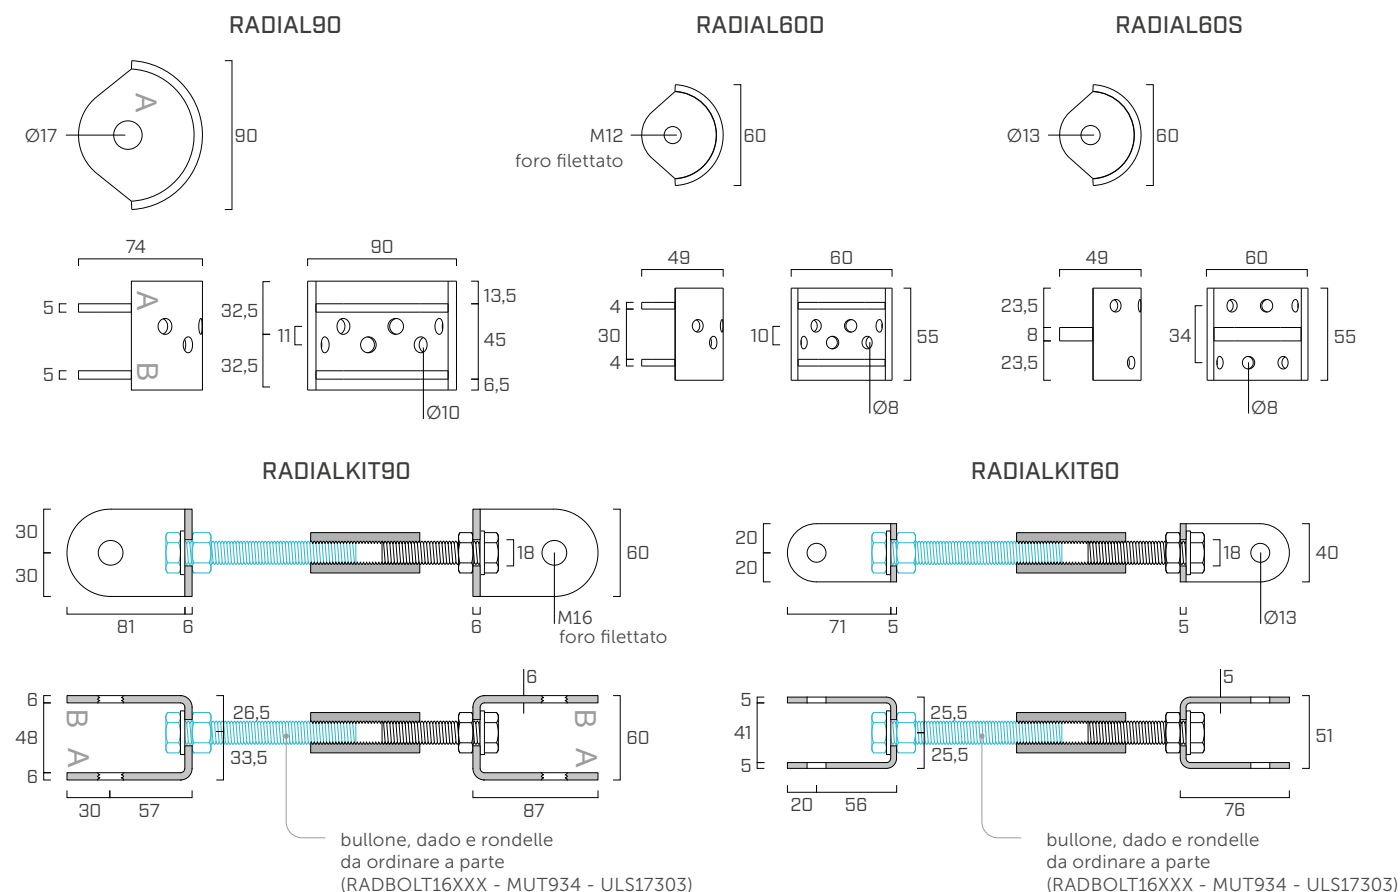 RADIAL90
RADIAL60D
RADIAL60S
A
Ø17
90
M12
foro filettato
60
Ø13
60
74
90
5
A
32,5
11
13,5
45
5
B
32,5
6,5
Ø10
49
60
4
30
4
10
55
Ø8
49
60
23,5
8
23,5
34
55
Ø8
RADIALKIT90
RADIALKIT60
30
30
18
60
81
6
6
M16
foro filettato
20
20
18
40
71
5
5
Ø13
6
48
6
B
A
26,5
33,5
6
B
A
60
30
57
87
5
41
5
25,5
25,5
5
51
20
56
76
bullone, dado e rondelle
da ordinare a parte
(RADBOLT16XXX - MUT934 - ULS17303)
bullone, dado e rondelle
da ordinare a parte
(RADBOLT16XXX - MUT934 - ULS17303)